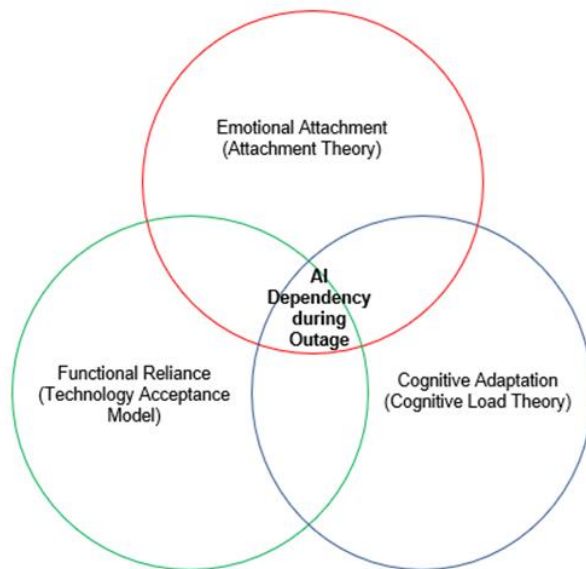 Emotional Attachment
(Attachment Theory)
AI
Dependency
during
Outage
Functional Reliance
(Technology Acceptance
Model)
Cognitive Adaptation
(Cognitive Load Theory)